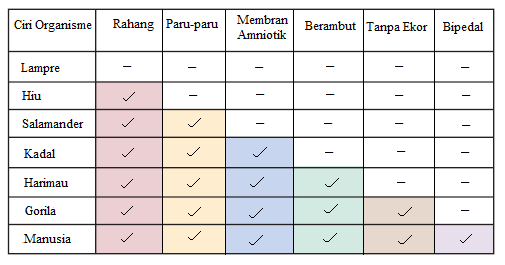 Ciri Organisme Rahang Paru-paru Membran Amniotik Berambut Tanpa Ekor Bipedal
Lampre – – – – – –
Hiu ✓ – – – – –
Salamander ✓ ✓ – – – –
Kadal ✓ ✓ ✓ – – –
Harimau ✓ ✓ ✓ ✓ – –
Gorila ✓ ✓ ✓ ✓ ✓ –
Manusia ✓ ✓ ✓ ✓ ✓ ✓